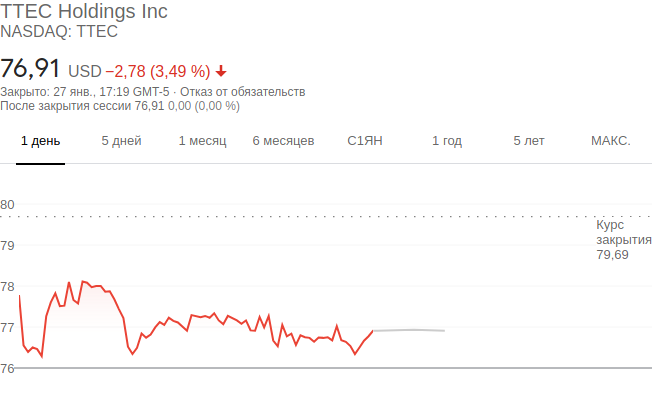 TTEC Holdings Inc
NASDAQ: TTEC
76,91 USD −2,78 (3,49 %)
Закрыто: 27 янв., 17:19 GMT-5 · Отказ от обязательств
После закрытия сессии 76,91 0,00 (0,00 %)
1 день 5 дней 1 месяц 6 месяцев С1ЯН 1 год 5 лет МАКС.
80
Курс
закрытия
79,69
79
78
77
76